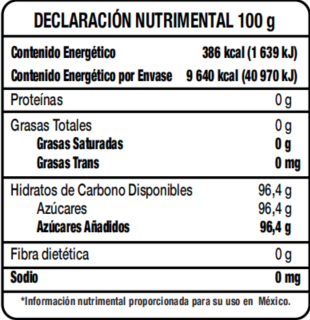 DECLARACIÓN NUTRIMENTAL 100 g
Contenido Energético 386 kcal (1 639 kJ)
Contenido Energético por Envase 9 640 kcal (40 970 kJ)
Proteínas 0 g
Grasas Totales 0 g
Grasas Saturadas 0 g
Grasas Trans 0 mg
Hidratos de Carbono Disponibles 96,4 g
Azúcares 96,4 g
Azúcares Añadidos 96,4 g
Fibra dietética 0 g
Sodio 0 mg
*Información nutrimental proporcionada para su uso en México.